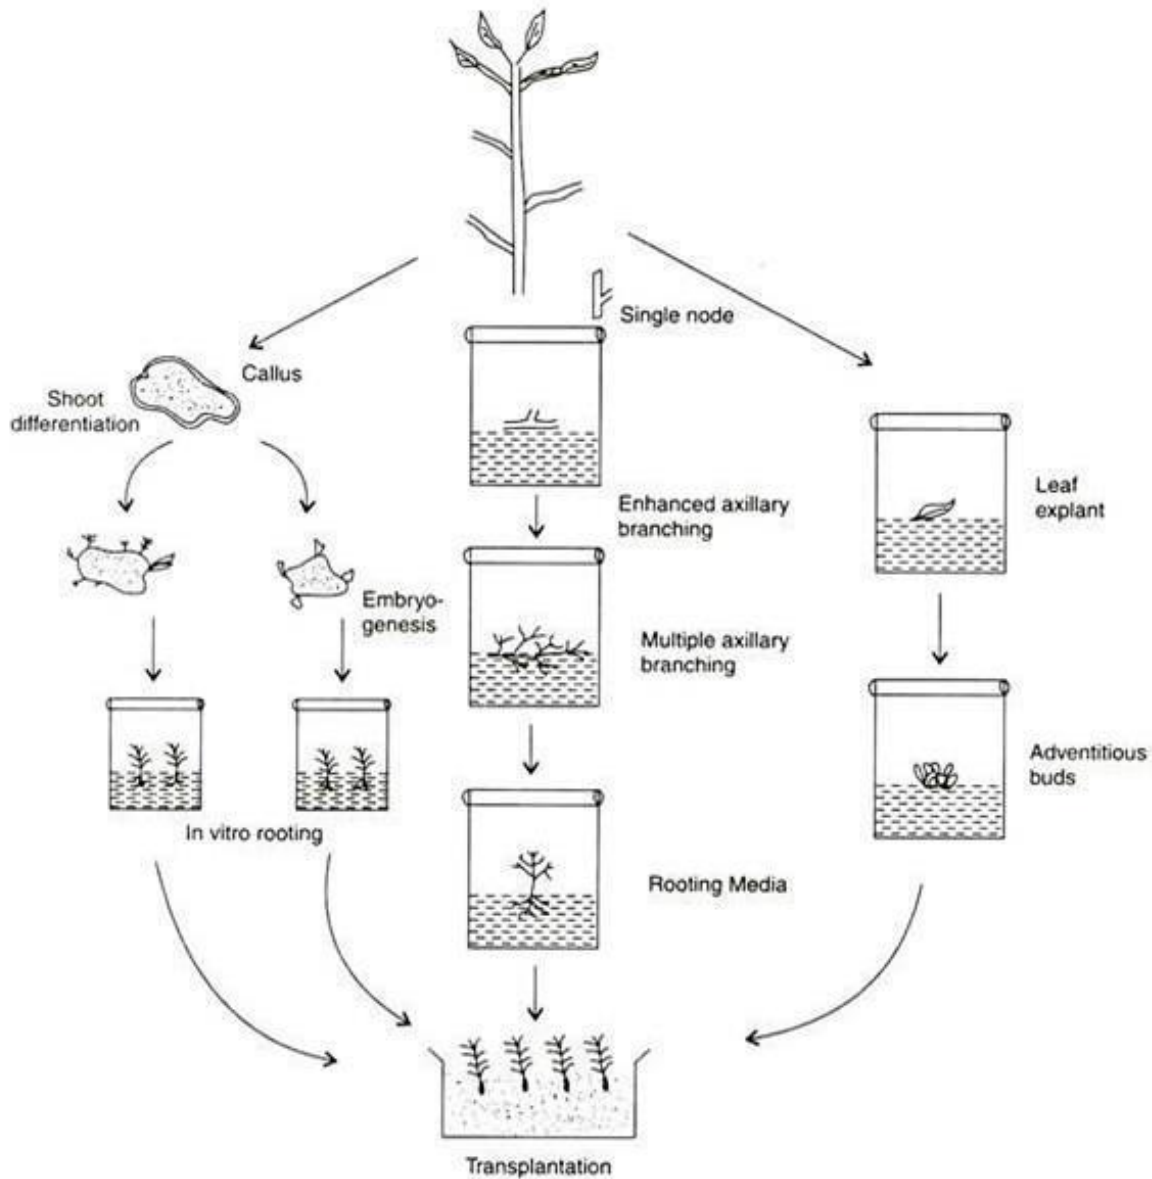 Single node
Callus
Shoot
differentiation
Enhanced axillary
branching
Leaf
explant
Embryo-
genesis
Multiple axillary
branching
Adventitious
buds
In vitro rooting
Rooting Media
Transplantation